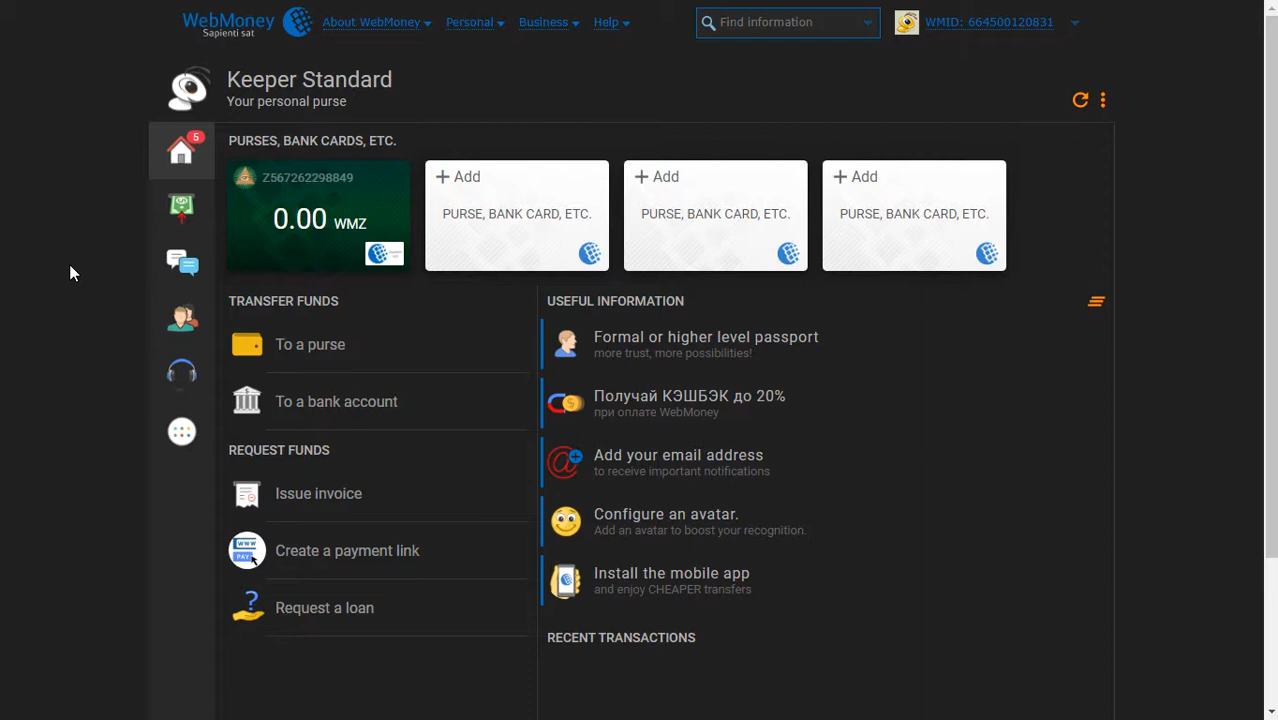 WebMoney
Sapienti sat
About WebMoney
Personal
Business
Help
Find information
WMID: 664500120831
Keeper Standard
Your personal purse
5
PURSES, BANK CARDS, ETC.
Z567262298849
0.00 WMZ
+ Add
PURSE, BANK CARD, ETC.
+ Add
PURSE, BANK CARD, ETC.
+ Add
PURSE, BANK CARD, ETC.
TRANSFER FUNDS
To a purse
To a bank account
REQUEST FUNDS
Issue invoice
WWW
PAY
Create a payment link
Request a loan
USEFUL INFORMATION
Formal or higher level passport
more trust, more possibilities!
Получай КЭШБЭК до 20%
при оплате WebMoney
Add your email address
to receive important notifications
Configure an avatar.
Add an avatar to boost your recognition.
Install the mobile app
and enjoy CHEAPER transfers
RECENT TRANSACTIONS